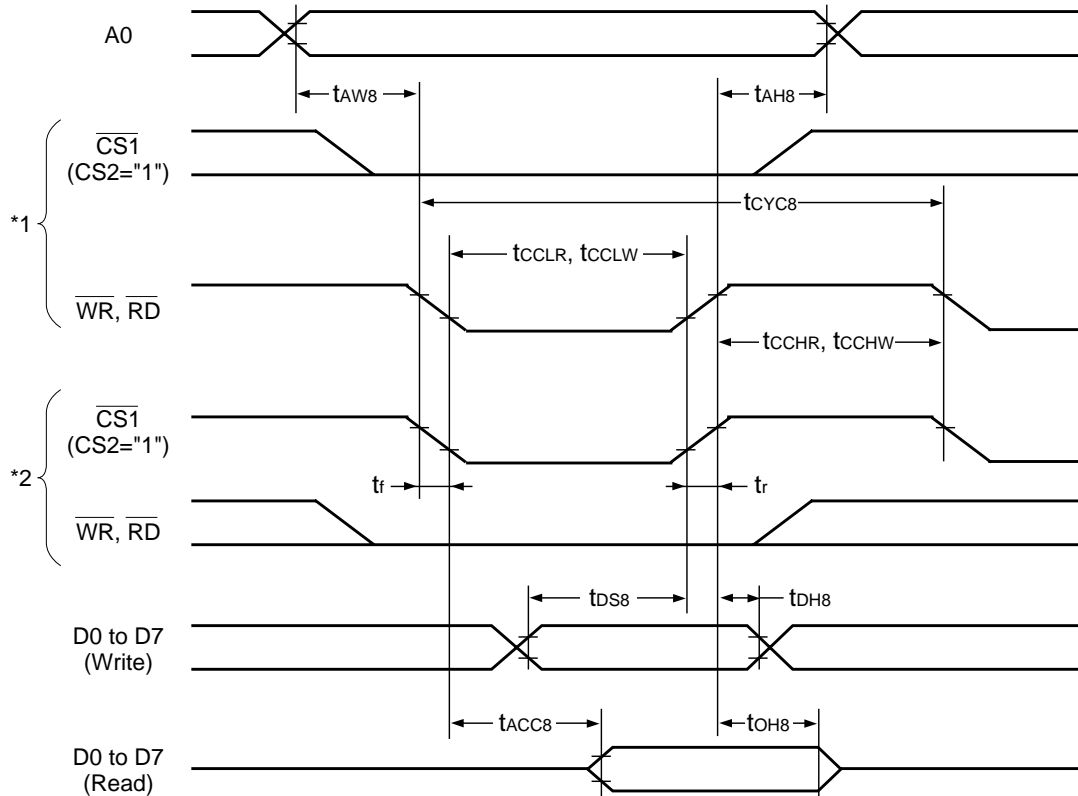 A0
tAW8
tAH8
*1
CS1
(CS2="1")
tCYC8
tCCLR, tCCLW
WR, RD
tCCHR, tCCHW
*2
CS1
(CS2="1")
tf
tr
WR, RD
tDS8
tDH8
D0 to D7
(Write)
tACC8
tOH8
D0 to D7
(Read)